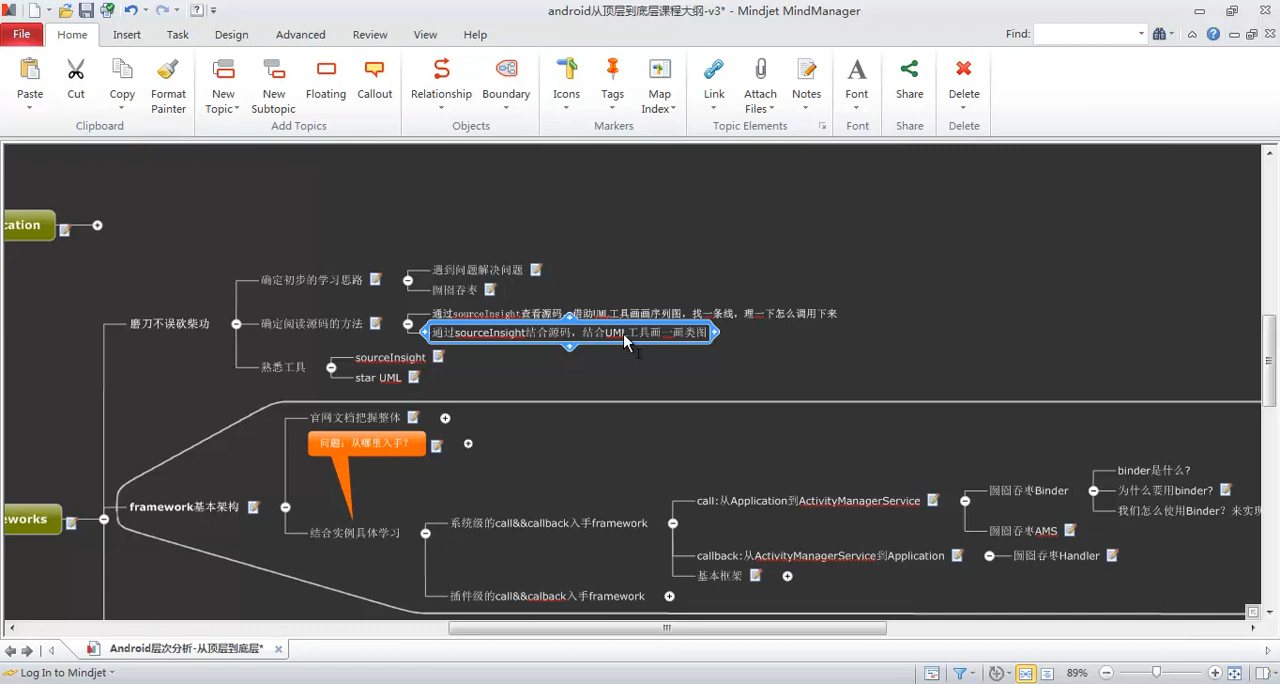 android从顶层到底层课程大纲-v3* - Mindjet MindManager
File Home Insert Task Design Advanced Review View Help Find:
Paste Cut Copy Format Painter New Topic New Subtopic Floating Callout Relationship Boundary Icons Tags Map Index Link Attach Files Notes Font Share Delete
Clipboard Add Topics Objects Markers Topic Elements Font Share Delete
cation
遇到问题解决问题
确定初步的学习思路
囫囵吞枣
通过sourceInsight查看源码，借助UML工具画画序列图，找一条线，理一下怎么调用下来
磨刀不误砍柴功
确定阅读源码的方法
通过sourceInsight结合源码，结合UML工具画一画类图
sourceInsight
熟悉工具
star UML
官网文档把握整体
问题：从哪里入手？
binder是什么？
为什么要用binder?
我们怎么使用Binder？来实现
囫囵吞枣Binder
call:从Application到ActivityManagerService
framework基本架构
eworks
系统级的call&&callback入手framework
结合实例具体学习
囫囵吞枣AMS
callback:从ActivityManagerService到Application
囫囵吞枣Handler
基本框架
插件级的call&&calback入手framework
Android层次分析-从顶层到底层*
Log In to Mindjet
89%